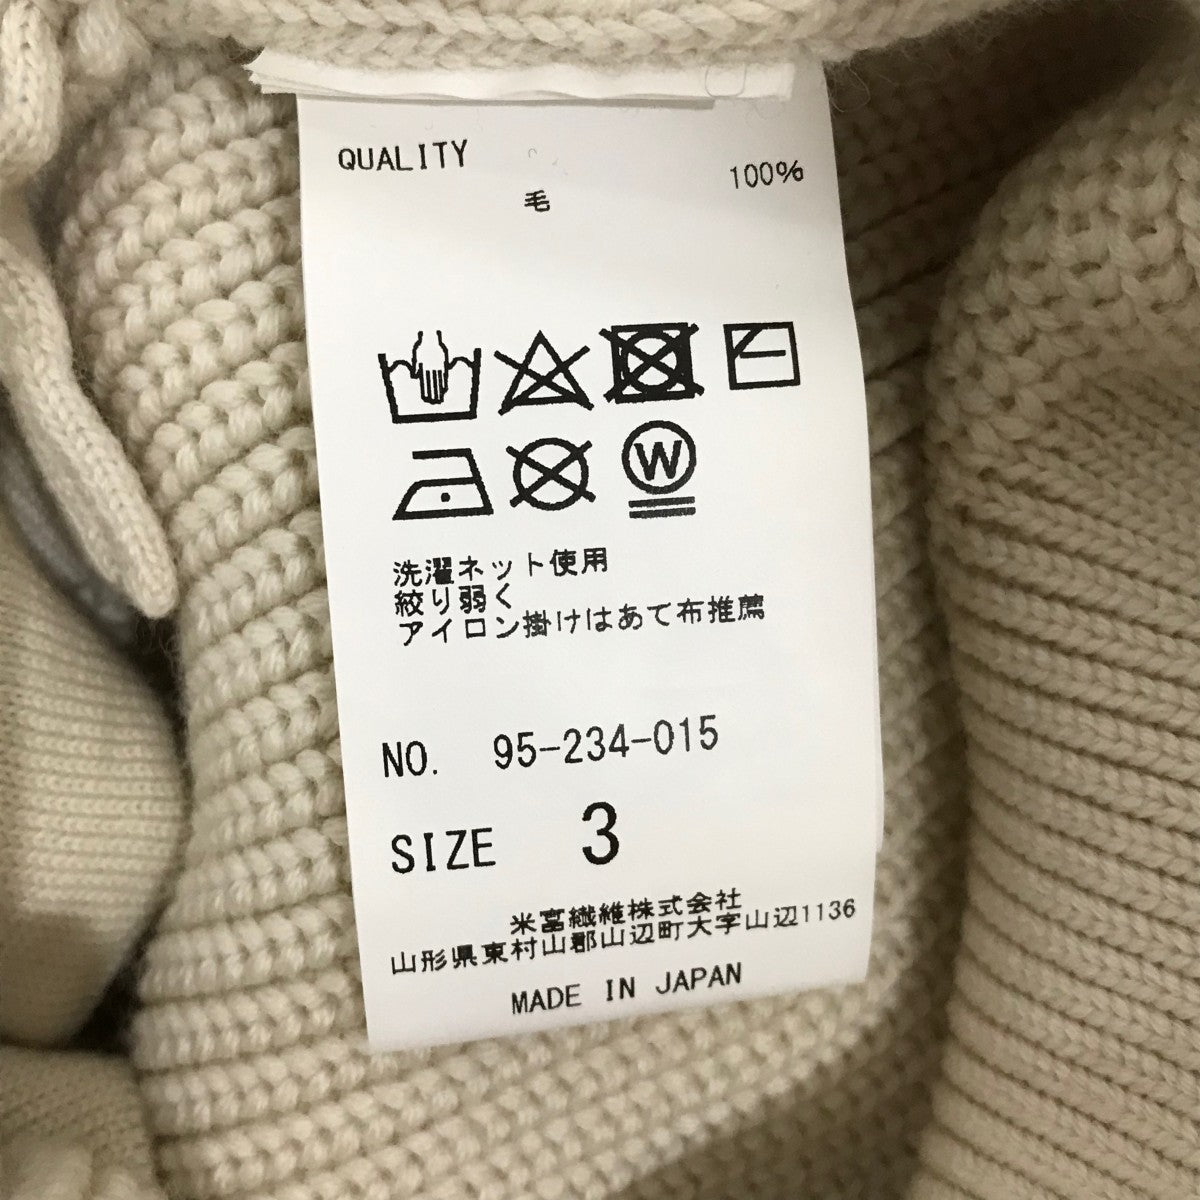 QUALITY
毛 100%
W
洗濯ネット使用
絞り弱く
アイロン掛けはあて布推薦
NO. 95-234-015
SIZE 3
米富繊維株式会社
山形県東村山郡山辺町大字山辺1136
MADE IN JAPAN